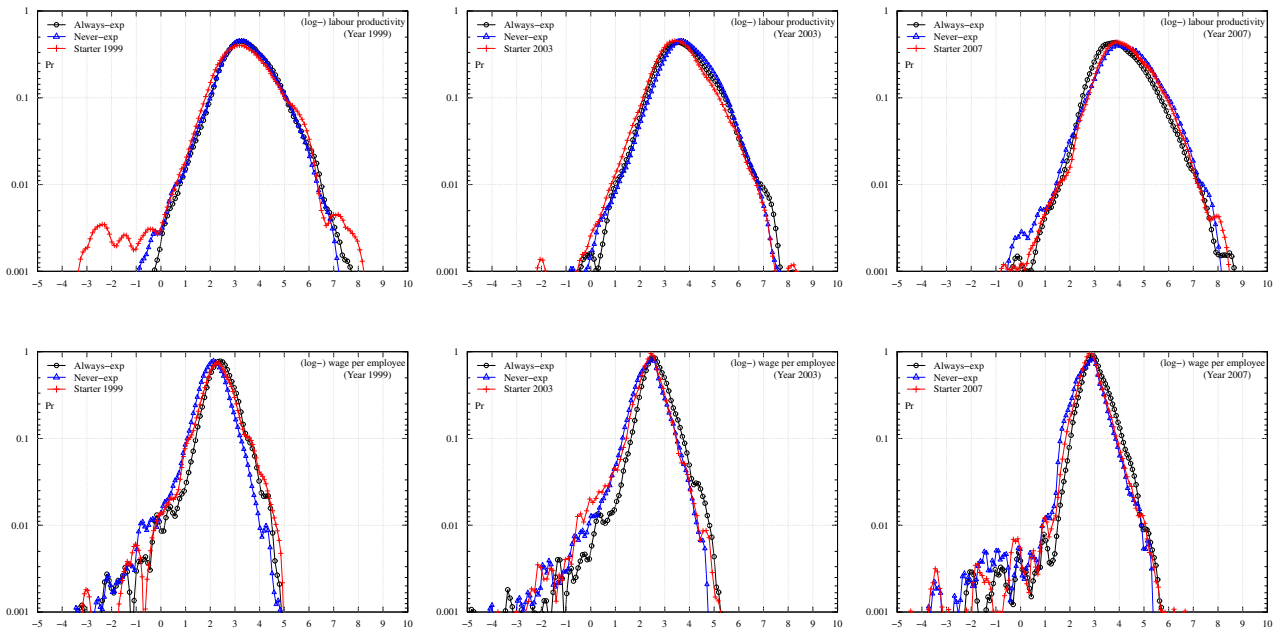 1
0.1
0.01
0.001
Pr
Always−exp
Never−exp
Starter 1999
(log−) labour productivity
(Year 1999)
−5 −4 −3 −2 −1 0 1 2 3 4 5 6 7 8 9 10
1
0.1
0.01
0.001
Pr
Always−exp
Never−exp
Starter 2003
(log−) labour productivity
(Year 2003)
−5 −4 −3 −2 −1 0 1 2 3 4 5 6 7 8 9 10
1
0.1
0.01
0.001
Pr
Always−exp
Never−exp
Starter 2007
(log−) labour productivity
(Year 2007)
−5 −4 −3 −2 −1 0 1 2 3 4 5 6 7 8 9 10
1
0.1
0.01
0.001
Pr
Always−exp
Never−exp
Starter 1999
(log−) wage per employee
(Year 1999)
−5 −4 −3 −2 −1 0 1 2 3 4 5 6 7 8 9 10
1
0.1
0.01
0.001
Pr
Always−exp
Never−exp
Starter 2003
(log−) wage per employee
(Year 2003)
−5 −4 −3 −2 −1 0 1 2 3 4 5 6 7 8 9 10
1
0.1
0.01
0.001
Pr
Always−exp
Never−exp
Starter 2007
(log−) wage per employee
(Year 2007)
−5 −4 −3 −2 −1 0 1 2 3 4 5 6 7 8 9 10